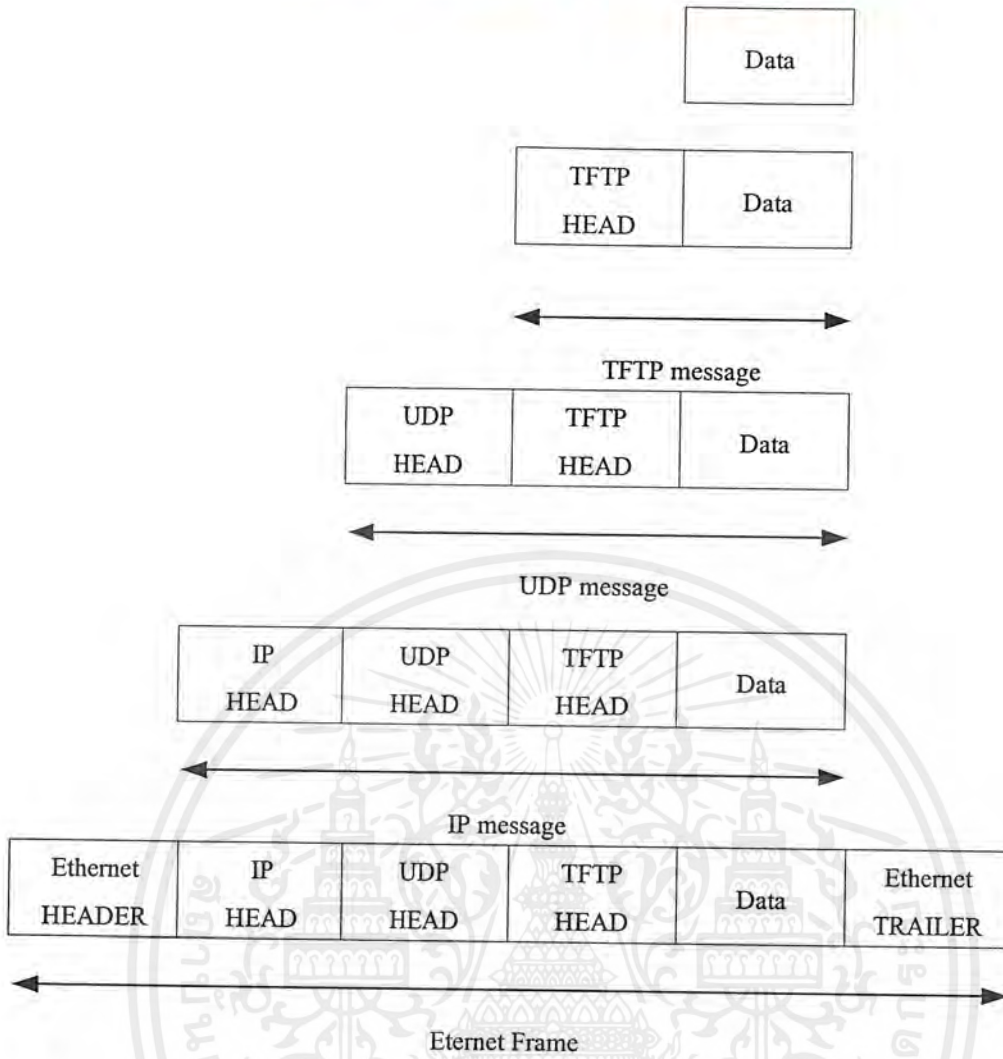 Data
TFTP
HEAD
Data
TFTP message
UDP
HEAD
TFTP
HEAD
Data
UDP message
IP
HEAD
UDP
HEAD
TFTP
HEAD
Data
IP message
Ethernet
HEADER
IP
HEAD
UDP
HEAD
TFTP
HEAD
Data
Ethernet
TRAILER
Eternet Frame